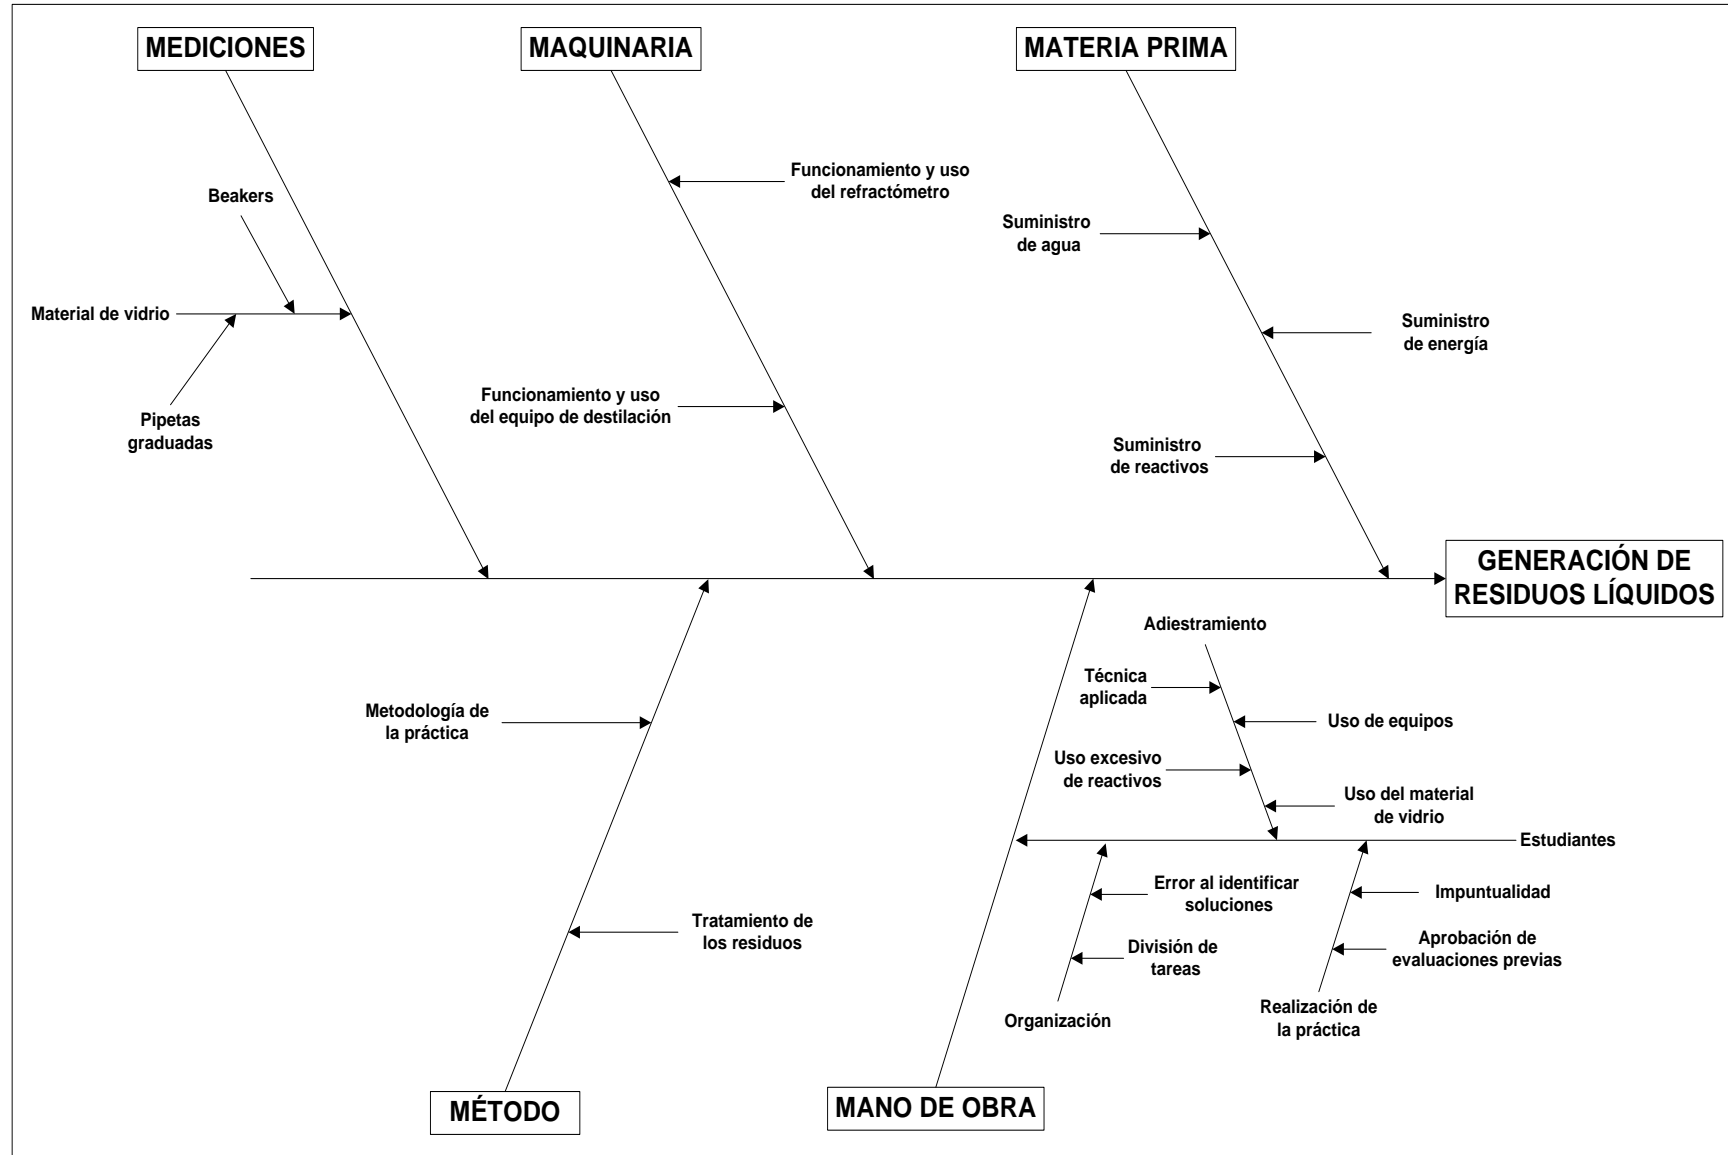 MEDICIONES
MAQUINARIA
MATERIA PRIMA
Funcionamiento y uso
del refractómetro
Beakers
Suministro
de agua
Material de vidrio
Suministro
de energía
Funcionamiento y uso
del equipo de destilación
Pipetas
graduadas
Suministro
de reactivos
GENERACIÓN DE
RESIDUOS LÍQUIDOS
Adiestramiento
Técnica
aplicada
Metodología de
la práctica
Uso de equipos
Uso excesivo
de reactivos
Uso del material
de vidrio
Estudiantes
Error al identificar
soluciones
Impuntualidad
Tratamiento de
los residuos
División de
tareas
Aprobación de
evaluaciones previas
Organización
Realización de
la práctica
MÉTODO
MANO DE OBRA